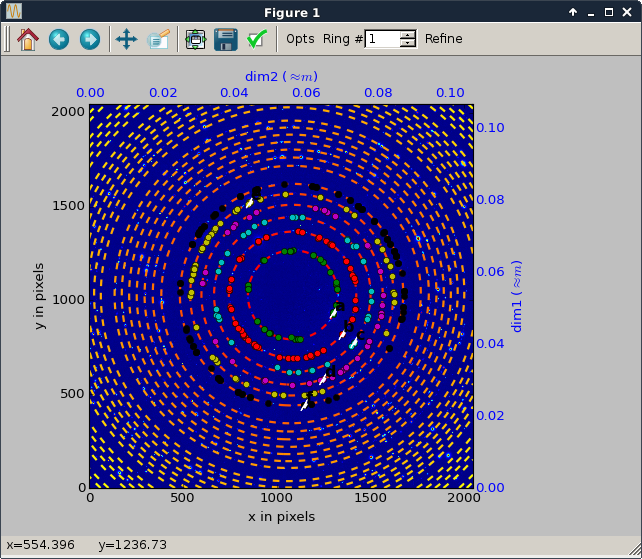 Figure 1
Opts Ring # 1 Refine
dim2 (≈m)
0.00 0.02 0.04 0.06 0.08 0.10
2000
1500
1000
500
0
y in pixels
0.10
0.08
0.06
0.04
0.02
0.00
dim1 (≈m)
0 500 1000 1500 2000
x in pixels
x=554.396 y=1236.73